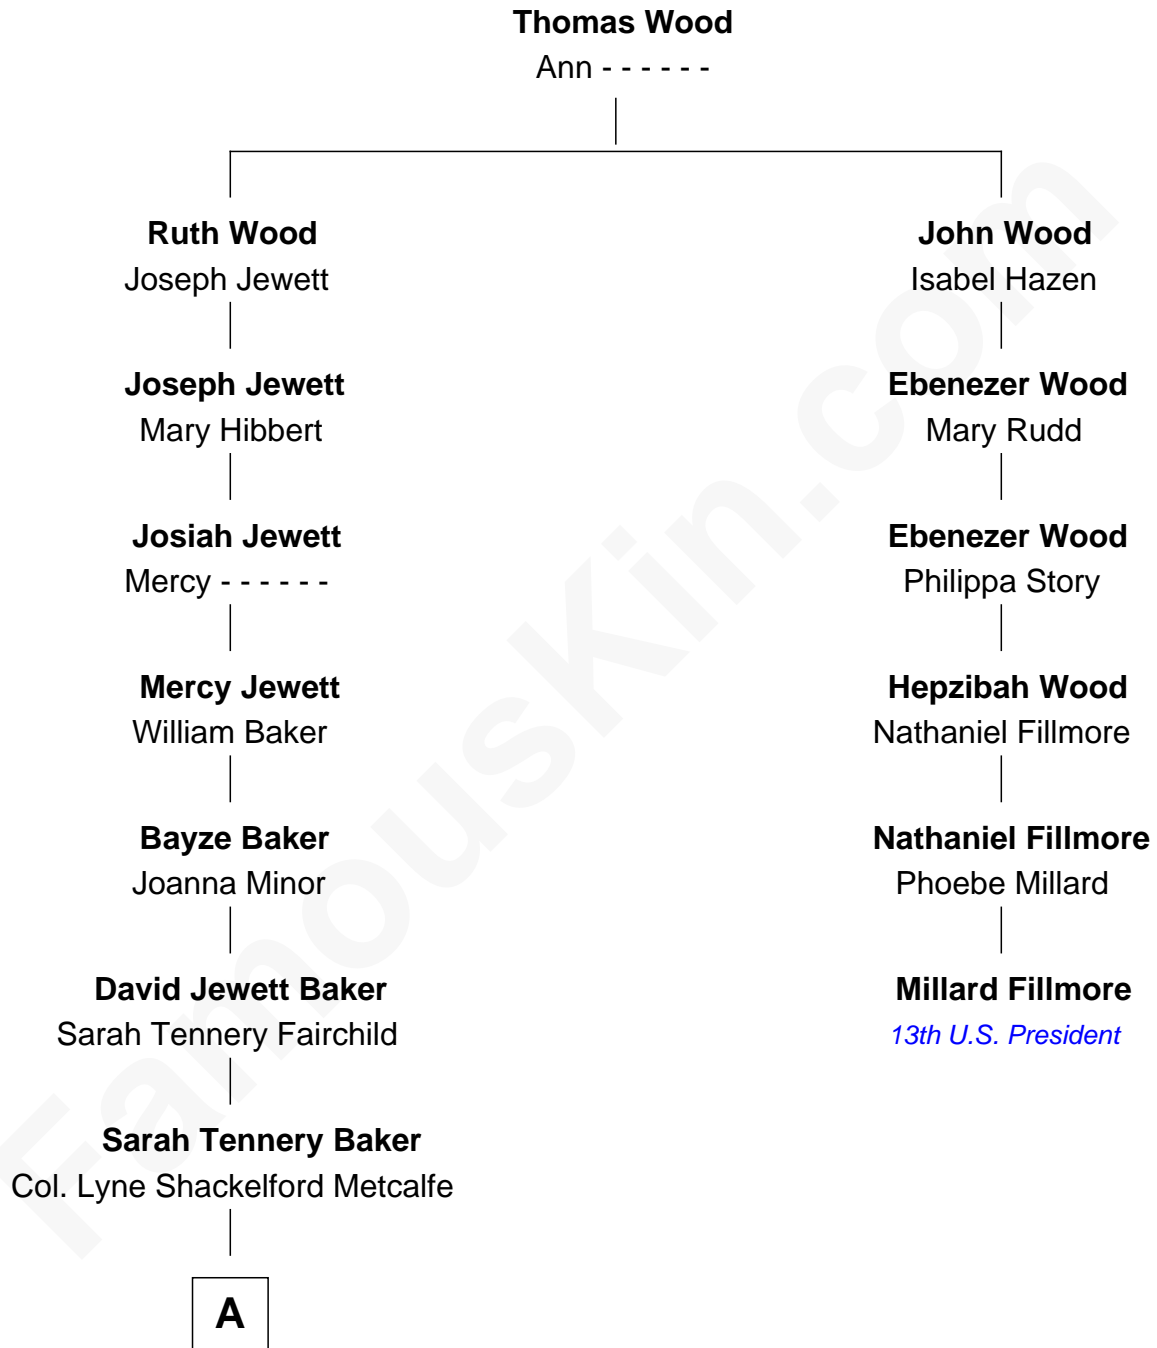 Thomas Wood
Ann - - - - - -
Ruth Wood
Joseph Jewett
John Wood
Isabel Hazen
Joseph Jewett
Mary Hibbert
Ebenezer Wood
Mary Rudd
Josiah Jewett
Mercy - - - - - -
Ebenezer Wood
Philippa Story
Mercy Jewett
William Baker
Hepzibah Wood
Nathaniel Fillmore
Bayze Baker
Joanna Minor
Nathaniel Fillmore
Phoebe Millard
David Jewett Baker
Sarah Tennery Fairchild
Millard Fillmore
13th U.S. President
Sarah Tennery Baker
Col. Lyne Shackelford Metcalfe
A
FamousKin.com